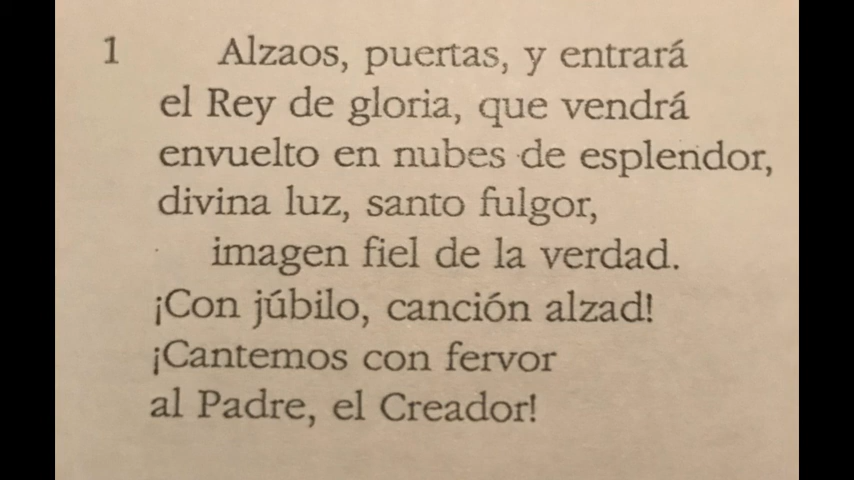 1 Alzaos, puertas, y entrará
el Rey de gloria, que vendrá
envuelto en nubes de esplendor,
divina luz, santo fulgor,
imagen fiel de la verdad.
¡Con júbilo, canción alzad!
¡Cantemos con fervor
al Padre, el Creador!